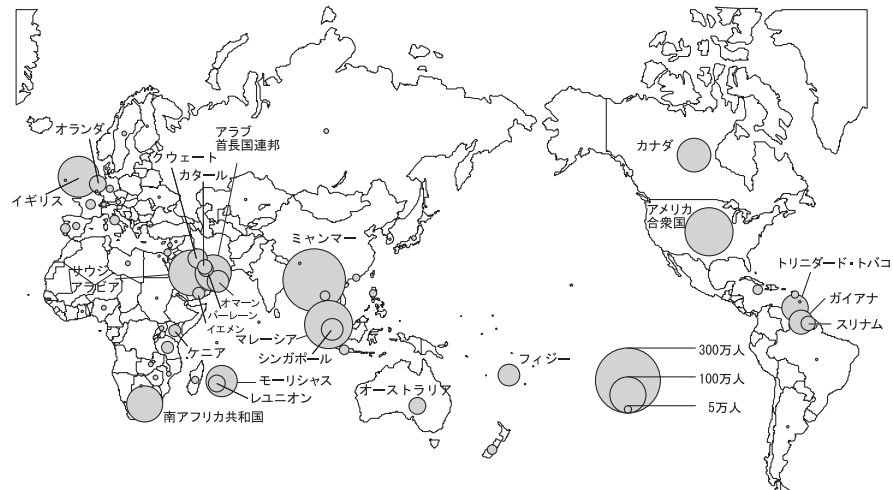 オランダ
アラブ
首長国連邦
クウェート
カタール
イギリス
サウジ
アラビア
ミャンマー
オマーン
バーレーン
イエメン
マレーシア
シンガポール
ケニア
モーリシャス
レユニオン
南アフリカ共和国
オーストラリア
フィジー
カナダ
アメリカ
合衆国
トリニダード・トバコ
ガイアナ
スリナム
300万人
100万人
5万人